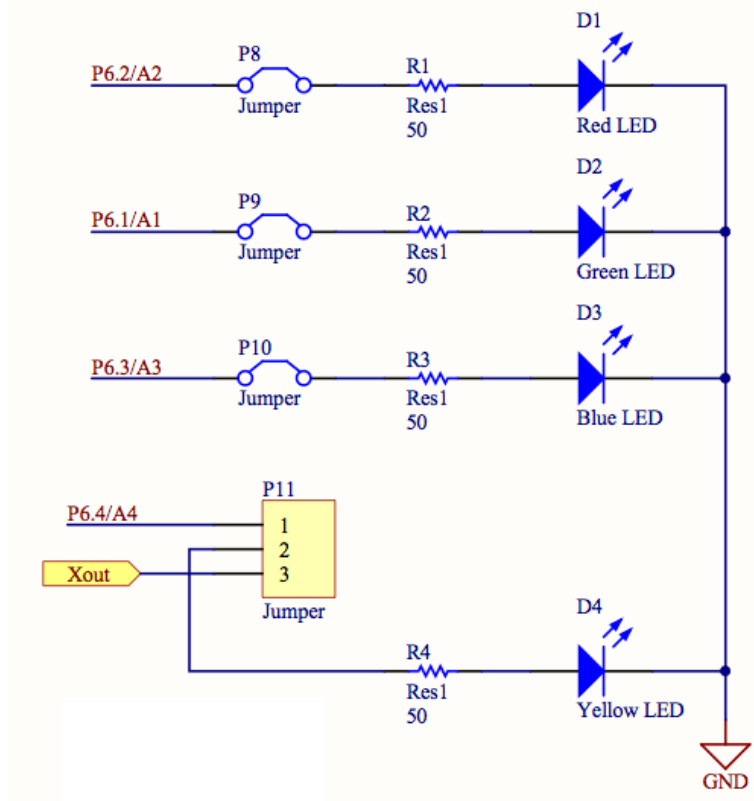 D1
P8
P6.2/A2
R1
Jumper
Res1
Red LED
50
D2
P9
P6.1/A1
R2
Jumper
Res1
Green LED
50
D3
P10
P6.3/A3
R3
Jumper
Res1
Blue LED
50
P11
P6.4/A4
1
2
Xout
3
Jumper
D4
R4
Res1
Yellow LED
50
GND